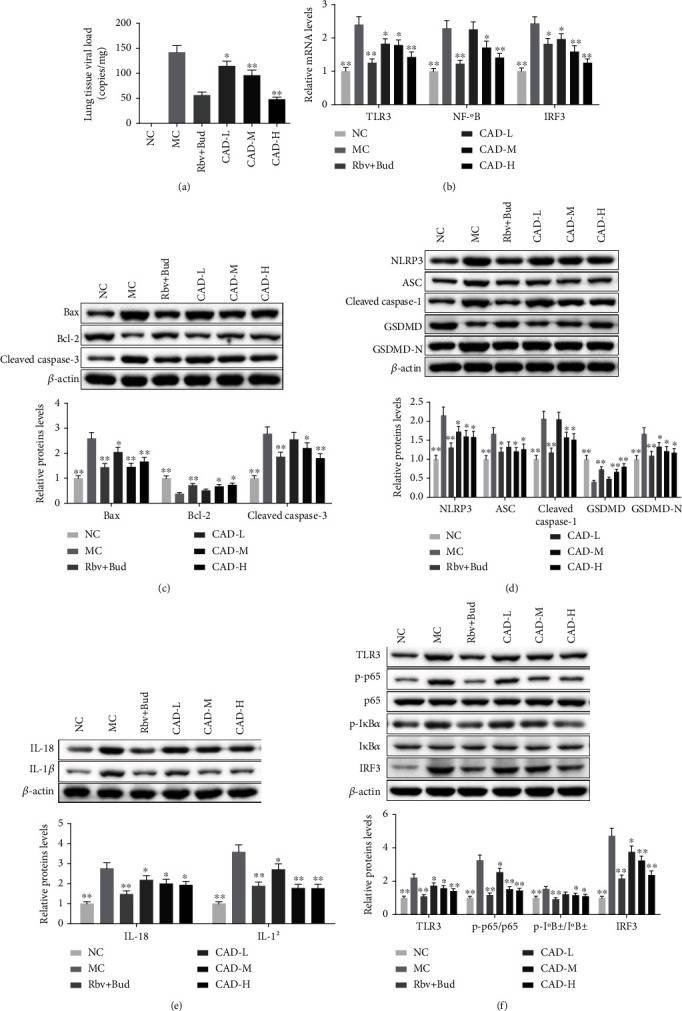 Lung tissue viral load
(copies/mg)
200
150
100
50
0
*
**
**
NC
MC
Rbv+Bud
CAD-L
CAD-M
CAD-H
(a)
Relative mRNA levels
3
2
1
0
** ** * * **
** ** * **
** * ** ** **
TLR3
NF-ºB
IRF3
NC
MC
Rbv+Bud
CAD-L
CAD-M
CAD-H
(b)
NC
MC
Rbv+Bud
CAD-L
CAD-M
CAD-H
Bax
Bcl-2
Cleaved caspase-3
β-actin
Relative proteins levels
4
3
2
1
0
** ** * ** **
** ** * *
** ** * **
Bax
Bcl-2
Cleaved caspase-3
NC
MC
Rbv+Bud
CAD-L
CAD-M
CAD-H
(c)
NC
MC
Rbv+Bud
CAD-L
CAD-M
CAD-H
NLRP3
ASC
Cleaved caspase-1
GSDMD
GSDMD-N
β-actin
Relative proteins levels
2.5
2.0
1.5
1.0
0.5
0.0
NLRP3
ASC
Cleaved
caspase-1
GSDMD
GSDMD-N
NC
MC
Rbv+Bud
CAD-L
CAD-M
CAD-H
(d)
NC
MC
Rbv+Bud
CAD-L
CAD-M
CAD-H
IL-18
IL-1β
β-actin
Relative proteins levels
5
4
3
2
1
0
** ** * ** **
** ** * ** **
IL-18
IL-1²
NC
MC
Rbv+Bud
CAD-L
CAD-M
CAD-H
(e)
NC
MC
Rbv+Bud
CAD-L
CAD-M
CAD-H
TLR3
p-p65
p65
p-IκBα
IκBα
IRF3
β-actin
Relative proteins levels
6
4
2
0
TLR3
p-p65/p65
p-IºB±/IºB±
IRF3
NC
MC
Rbv+Bud
CAD-L
CAD-M
CAD-H
(f)